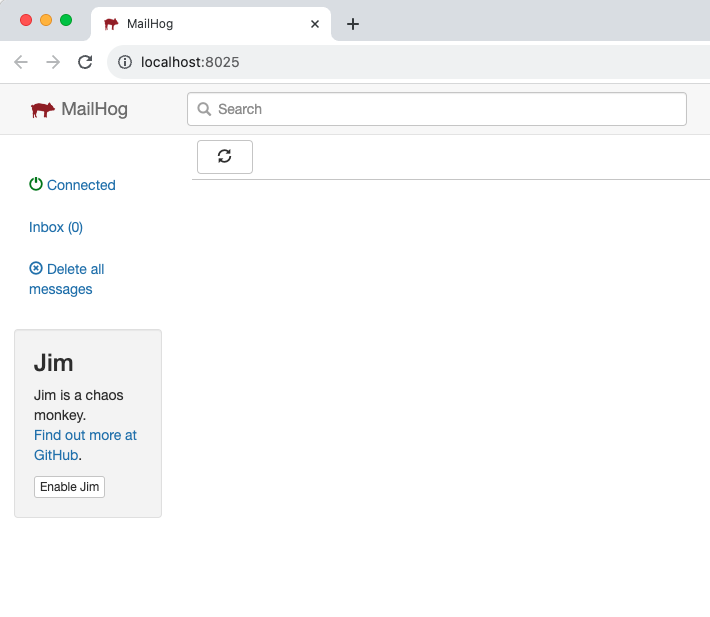 MailHog
localhost:8025
MailHog
Search
Connected
Inbox (0)
Delete all
messages
Jim
Jim is a chaos
monkey.
Find out more at
GitHub.
Enable Jim